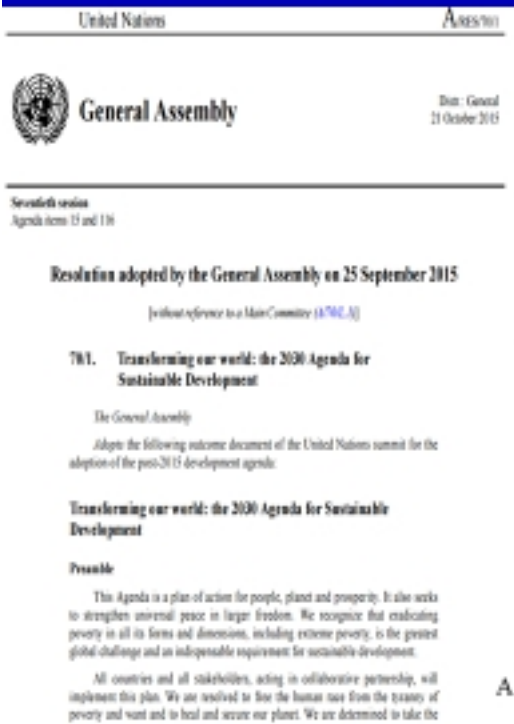 United Nations
A/RES/70/1
General Assembly
Distr.: General
21 October 2015
Seventieth session
Agenda items 15 and 116
Resolution adopted by the General Assembly on 25 September 2015
[without reference to a Main Committee (A/70/L.1)]
70/1. Transforming our world: the 2030 Agenda for
Sustainable Development
The General Assembly
Adopts the following outcome document of the United Nations summit for the
adoption of the post-2015 development agenda:
Transforming our world: the 2030 Agenda for Sustainable
Development
Preamble
This Agenda is a plan of action for people, planet and prosperity. It also seeks
to strengthen universal peace in larger freedom. We recognize that eradicating
poverty in all its forms and dimensions, including extreme poverty, is the greatest
global challenge and an indispensable requirement for sustainable development.
All countries and all stakeholders, acting in collaborative partnership, will
implement this plan. We are resolved to free the human race from the tyranny of
poverty and want and to heal and secure our planet. We are determined to take the
A